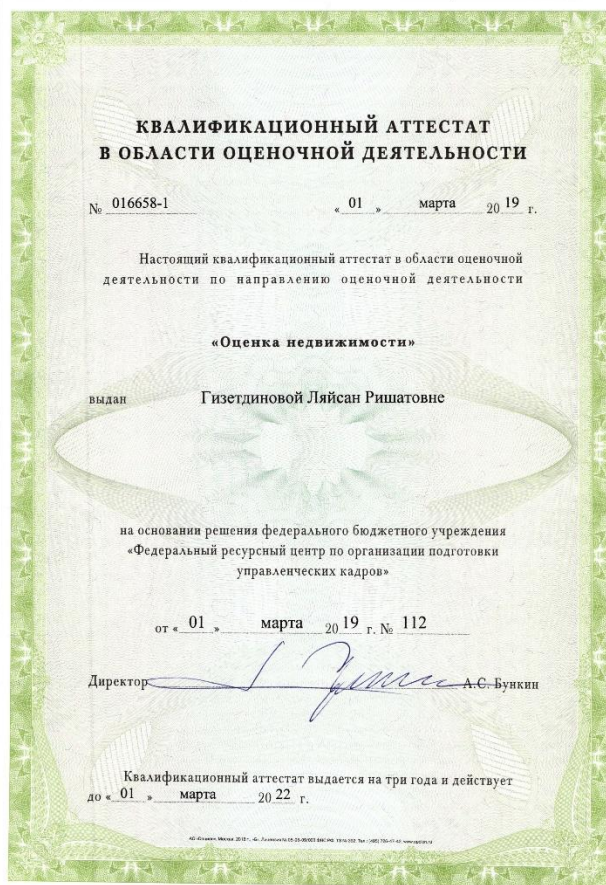 КВАЛИФИКАЦИОННЫЙ АТТЕСТАТ
В ОБЛАСТИ ОЦЕНОЧНОЙ ДЕЯТЕЛЬНОСТИ
№ 016658-1 « 01 » марта 20 19 г.
Настоящий квалификационный аттестат в области оценочной
деятельности по направлению оценочной деятельности
«Оценка недвижимости»
выдан Гизетдиновой Ляйсан Ришатовне
на основании решения федерального бюджетного учреждения
«Федеральный ресурсный центр по организации подготовки
управленческих кадров»
от « 01 » марта 20 19 г. № 112
Директор А.С. Бункин
Квалификационный аттестат выдается на три года и действует
до « 01 » марта 20 22 г.